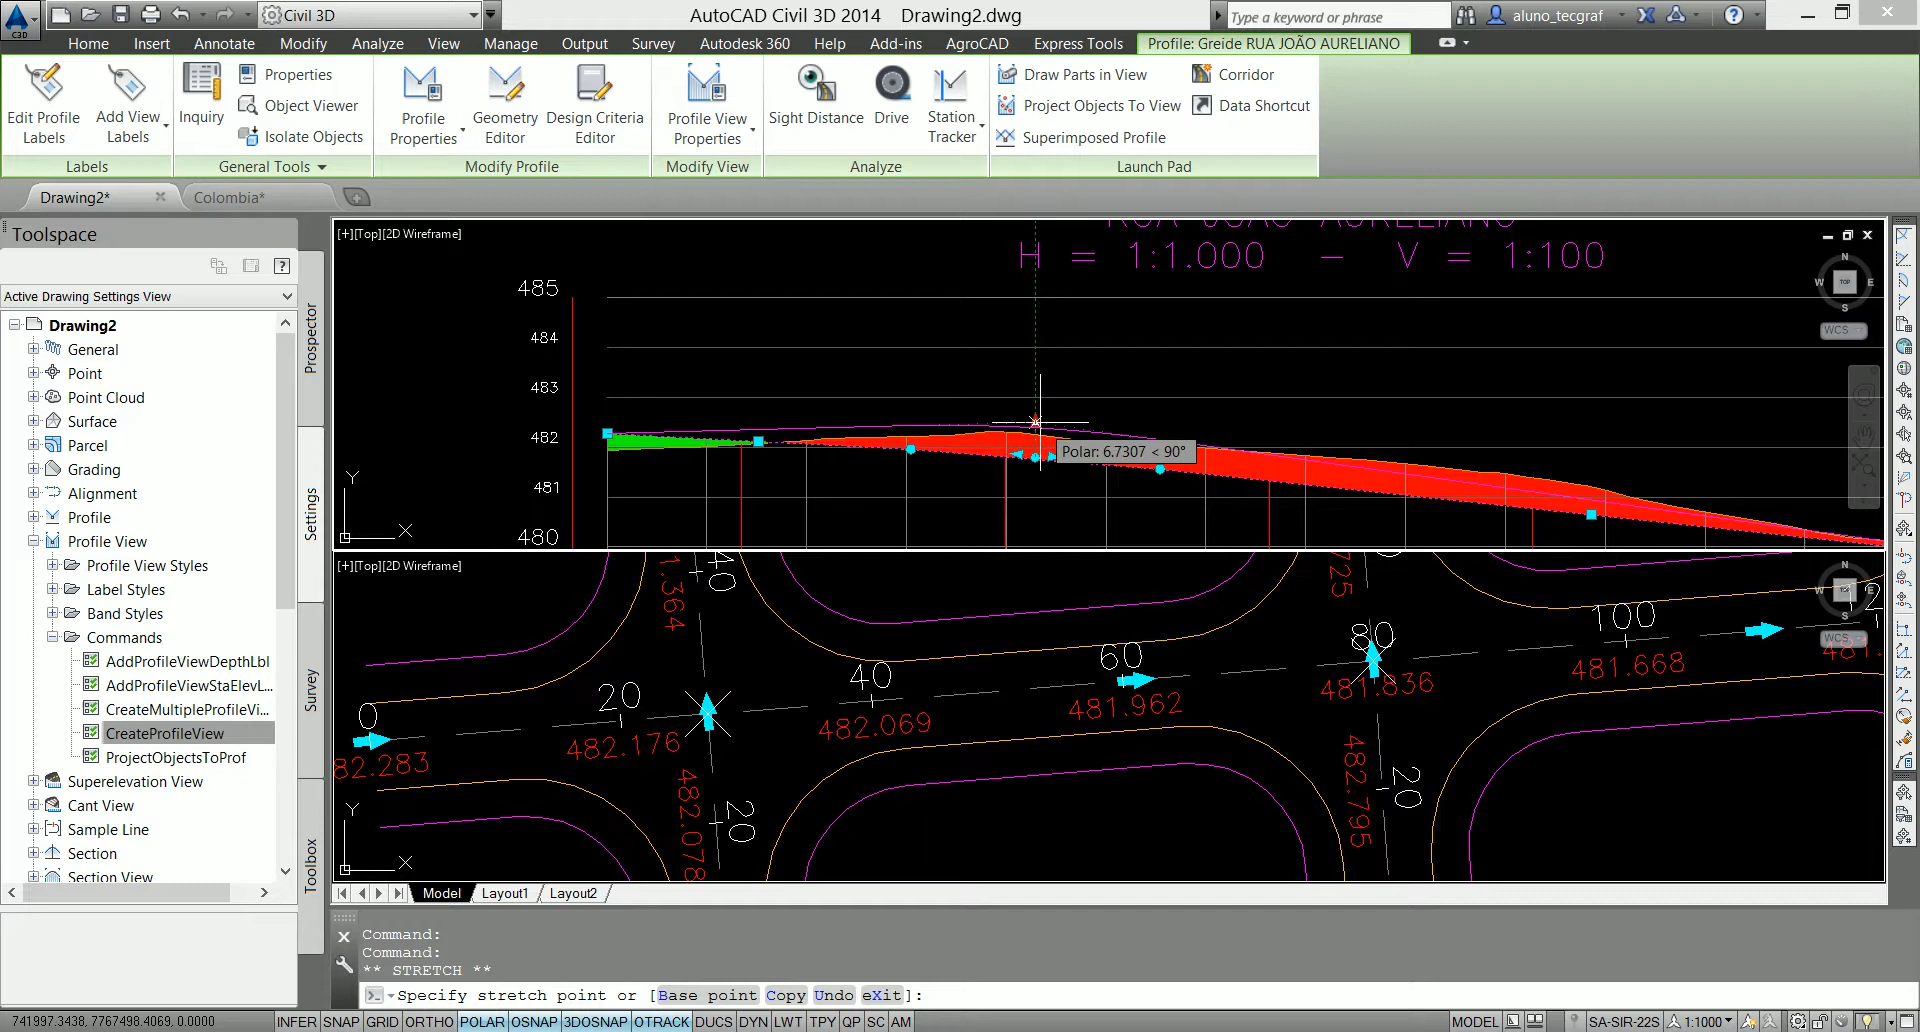 Civil 3D
AutoCAD Civil 3D 2014 Drawing2.dwg
Type a keyword or phrase
aluno_tecgraf
C3D
Home Insert Annotate Modify Analyze View Manage Output Survey Autodesk 360 Help Add-ins AgroCAD Express Tools Profile: Greide RUA JOÃO AURELIANO
Edit Profile Labels
Add View Labels
Inquiry
Properties
Object Viewer
Isolate Objects
Profile Properties
Geometry Editor
Design Criteria Editor
Profile View Properties
Sight Distance
Drive
Station Tracker
Draw Parts in View
Project Objects To View
Superimposed Profile
Corridor
Data Shortcut
Labels General Tools Modify Profile Modify View Analyze Launch Pad
Drawing2* Colombia*
Toolspace
Active Drawing Settings View
Drawing2
General
Point
Point Cloud
Surface
Parcel
Grading
Alignment
Profile
Profile View
Profile View Styles
Label Styles
Band Styles
Commands
AddProfileViewDepthLbl
AddProfileViewStaElevL...
CreateMultipleProfileVi...
CreateProfileView
ProjectObjectsToProf
Superelevation View
Cant View
Sample Line
Section
Section View
Prospector
Settings
Survey
Toolbox
[+][Top][2D Wireframe]
H = 1:1.000 – V = 1:100
485
484
483
482
481
480
Polar: 6.7307 < 90°
Y
X
N
W TOP E
S
WCS
[+][Top][2D Wireframe]
1.364
40
725
0
20
40
60
80
100
82.283
482.176
482.069
481.962
481.836
481.668
481.
482.078
20
482.795
20
Y
X
N
W E
S
WCS
Model Layout1 Layout2
Command:
Command:
** STRETCH **
Specify stretch point or [Base point Copy Undo eXit]:
741997.3438, 7767498.4069, 0.0000 INFER SNAP GRID ORTHO POLAR OSNAP 3DOSNAP OTRACK DUCS DYN LWT TPY QP SC AM MODEL SA-SIR-22S 1:1000